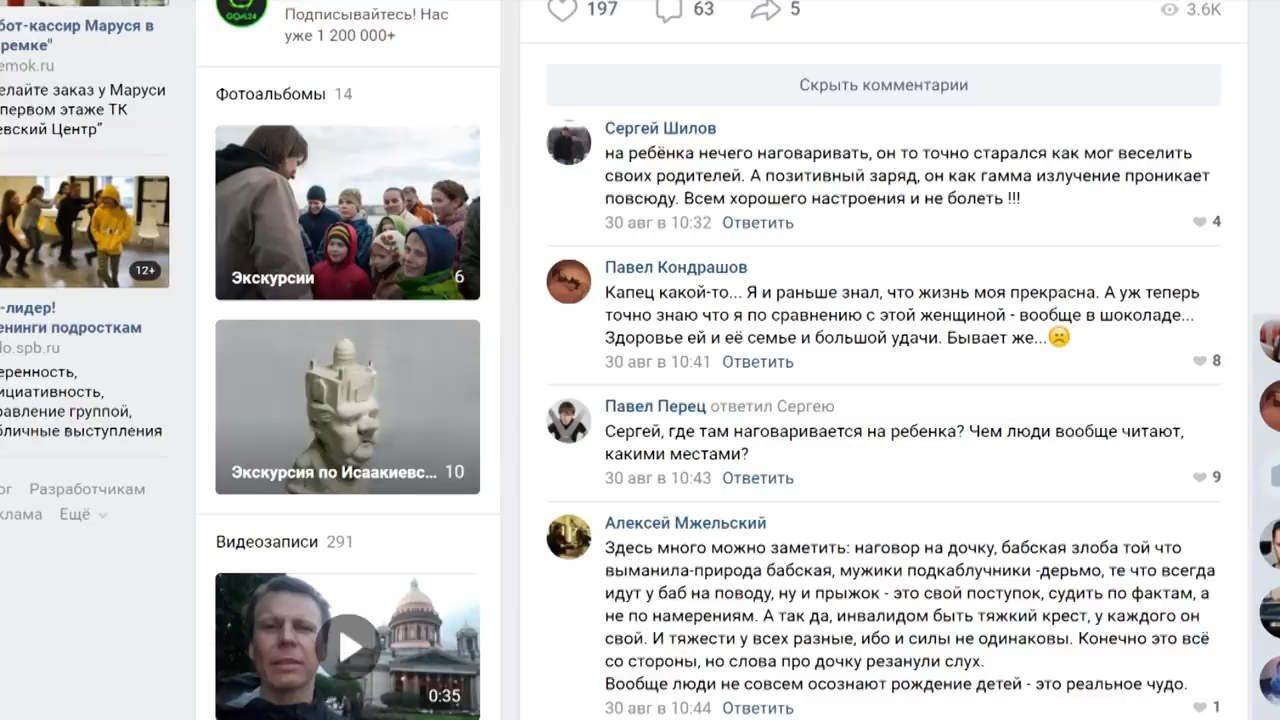 бот-кассир Маруся в
ремке"
emok.ru
елайте заказ у Маруси
первом этаже ТК
евский Центр"
12+
-лидер!
енинги подросткам
lo.spb.ru
еренность,
ициативность,
равление группой,
бличные выступления
ог Разработчикам
клама Ещё
Подписывайтесь! Нас
уже 1 200 000+
Фотоальбомы 14
Экскурсии 6
Экскурсия по Исаакиевс... 10
Видеозаписи 291
0:35
197 63 5 3.6K
Скрыть комментарии
Сергей Шилов
на ребёнка нечего наговаривать, он то точно старался как мог веселить
своих родителей. А позитивный заряд, он как гамма излучение проникает
повсюду. Всем хорошего настроения и не болеть !!!
30 авг в 10:32 Ответить 4
Павел Кондрашов
Капец какой-то... Я и раньше знал, что жизнь моя прекрасна. А уж теперь
точно знаю что я по сравнению с этой женщиной - вообще в шоколаде...
Здоровье ей и её семье и большой удачи. Бывает же...
30 авг в 10:41 Ответить 8
Павел Перец ответил Сергею
Сергей, где там наговаривается на ребенка? Чем люди вообще читают,
какими местами?
30 авг в 10:43 Ответить 9
Алексей Мжельский
Здесь много можно заметить: наговор на дочку, бабская злоба той что
выманила-природа бабская, мужики подкаблучники -дерьмо, те что всегда
идут у баб на поводу, ну и прыжок - это свой поступок, судить по фактам, а
не по намерениям. А так да, инвалидом быть тяжкий крест, у каждого он
свой. И тяжести у всех разные, ибо и силы не одинаковы. Конечно это всё
со стороны, но слова про дочку резанули слух.
Вообще люди не совсем осознают рождение детей - это реальное чудо.
30 авг в 10:44 Ответить 1